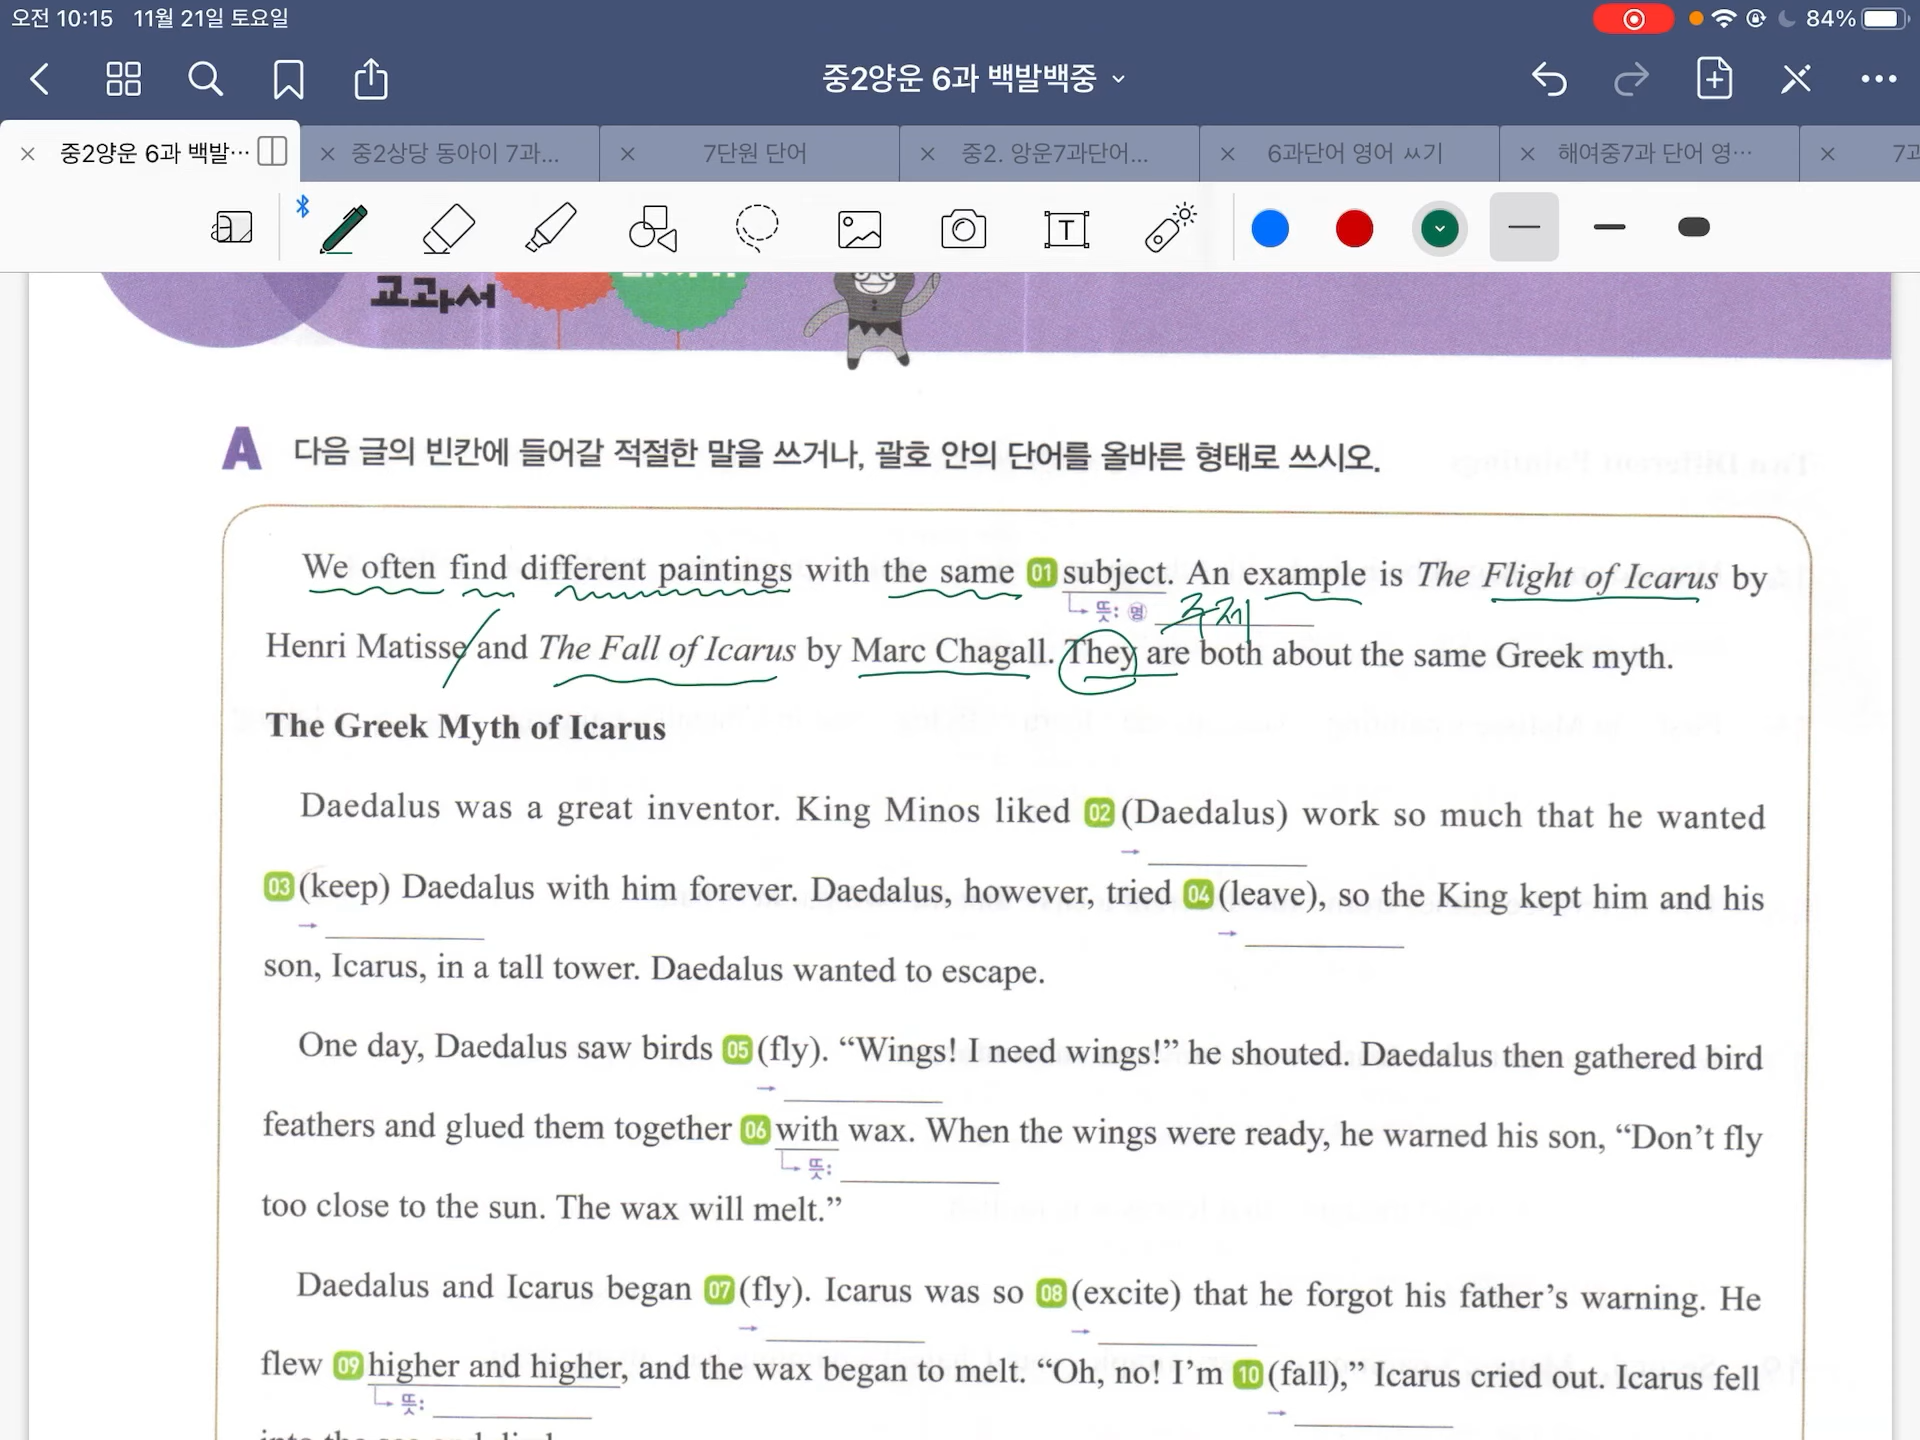 오전 10:15 11월 21일 토요일
84%
중2양운 6과 백발백중
중2양운 6과 백발… 중2상당 동아이 7과... 7단원 단어 중2. 앙운7과단어... 6과단어 영어 쓰기 해여중7과 단어 영… 7과
교과서
A 다음 글의 빈칸에 들어갈 적절한 말을 쓰거나, 괄호 안의 단어를 올바른 형태로 쓰시오.
We often find different paintings with the same 01 subject. An example is The Flight of Icarus by
뜻: 명 주제
Henri Matisse and The Fall of Icarus by Marc Chagall. They are both about the same Greek myth.
The Greek Myth of Icarus
Daedalus was a great inventor. King Minos liked 02 (Daedalus) work so much that he wanted
→
03 (keep) Daedalus with him forever. Daedalus, however, tried 04 (leave), so the King kept him and his
→ →
son, Icarus, in a tall tower. Daedalus wanted to escape.
One day, Daedalus saw birds 05 (fly). “Wings! I need wings!” he shouted. Daedalus then gathered bird
→
feathers and glued them together 06 with wax. When the wings were ready, he warned his son, “Don’t fly
뜻:
too close to the sun. The wax will melt.”
Daedalus and Icarus began 07 (fly). Icarus was so 08 (excite) that he forgot his father’s warning. He
→ →
flew 09 higher and higher, and the wax began to melt. “Oh, no! I’m 10 (fall),” Icarus cried out. Icarus fell
뜻: →